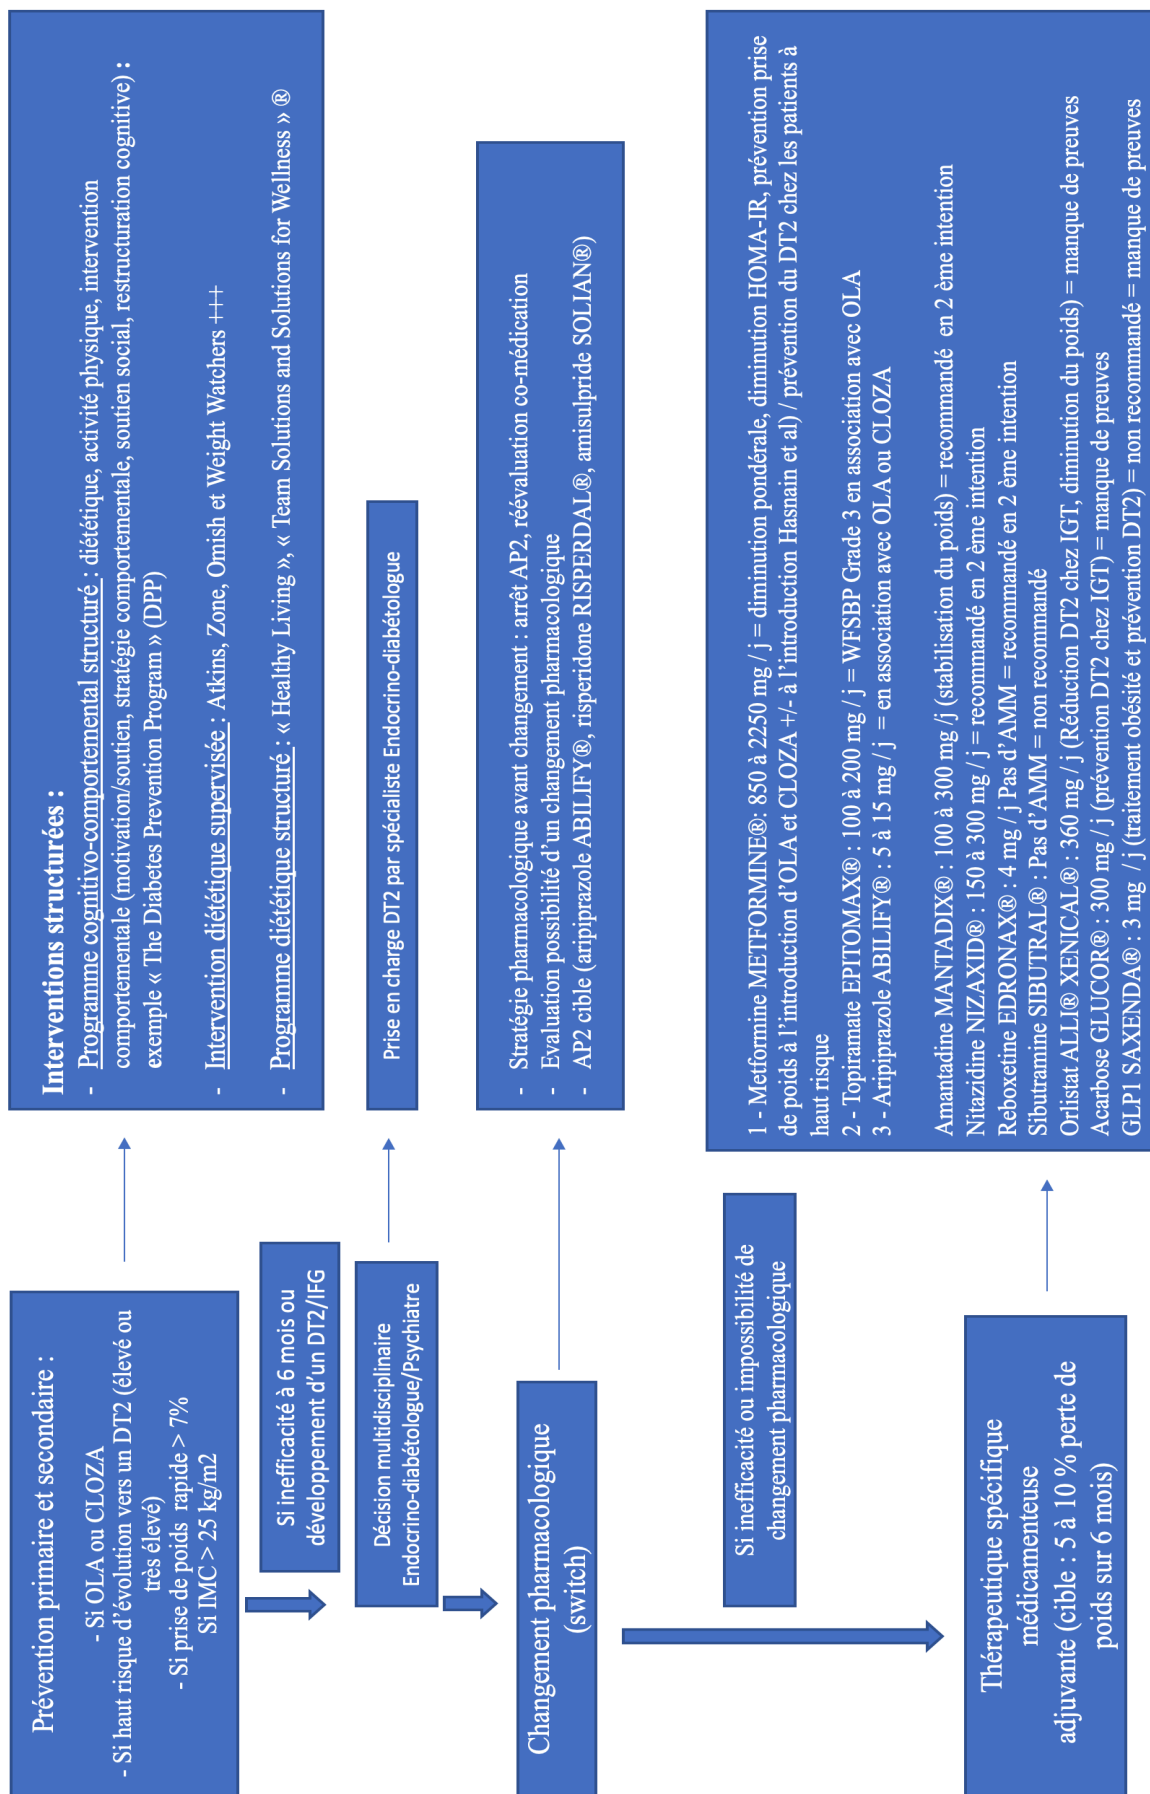 Prévention primaire et secondaire :
- Si OLA ou CLOZA
- Si haut risque d'évolution vers un DT2 (élevé ou
très élevé)
- Si prise de poids rapide > 7%
Si IMC > 25 kg/m2
Interventions structurées :
- Programme cognitivo-comportemental structuré : diététique, activité physique, intervention
comportementale (motivation/soutien, stratégie comportementale, soutien social, restructuration cognitive) :
exemple « The Diabetes Prevention Program » (DPP)
- Intervention diététique supervisée : Atkins, Zone, Omish et Weight Watchers +++
- Programme diététique structuré : « Healthy Living », « Team Solutions and Solutions for Wellness » ®
Si inefficacité à 6 mois ou
développement d'un DT2/IFG
Décision multidisciplinaire
Endocrino-diabétologue/Psychiatre
Prise en charge DT2 par spécialiste Endocrino-diabétologue
Changement pharmacologique
(switch)
- Stratégie pharmacologique avant changement : arrêt AP2, réévaluation co-médication
- Evaluation possibilité d'un changement pharmacologique
- AP2 cible (aripiprazole ABILIFY®, risperidone RISPERDAL®, amisulpride SOLIAN®)
Si inefficacité ou impossibilité de
changement pharmacologique
Thérapeutique spécifique
médicamenteuse
adjuvante (cible : 5 à 10 % perte de
poids sur 6 mois)
1 - Metformine METFORMINE®: 850 à 2250 mg / j = diminution pondérale, diminution HOMA-IR, prévention prise
de poids à l'introduction d'OLA et CLOZA +/- à l'introduction Hasnain et al) / prévention du DT2 chez les patients à
haut risque
2 - Topiramate EPITOMAX® : 100 à 200 mg / j = WFSBP Grade 3 en association avec OLA
3 - Aripiprazole ABILIFY® : 5 à 15 mg / j = en association avec OLA ou CLOZA
Amantadine MANTADIX® : 100 à 300 mg /j (stabilisation du poids) = recommandé en 2 ème intention
Nitazidine NIZAXID® : 150 à 300 mg / j = recommandé en 2 ème intention
Reboxetine EDRONAX® : 4 mg / j Pas d'AMM = recommandé en 2 ème intention
Sibutramine SIBUTRAL® : Pas d'AMM = non recommandé
Orlistat ALLI® XENICAL® : 360 mg / j (Réduction DT2 chez IGT, diminution du poids) = manque de preuves
Acarbose GLUCOR® : 300 mg / j (prévention DT2 chez IGT) = manque de preuves
GLP1 SAXENDA® : 3 mg / j (traitement obésité et prévention DT2) = non recommandé = manque de preuves